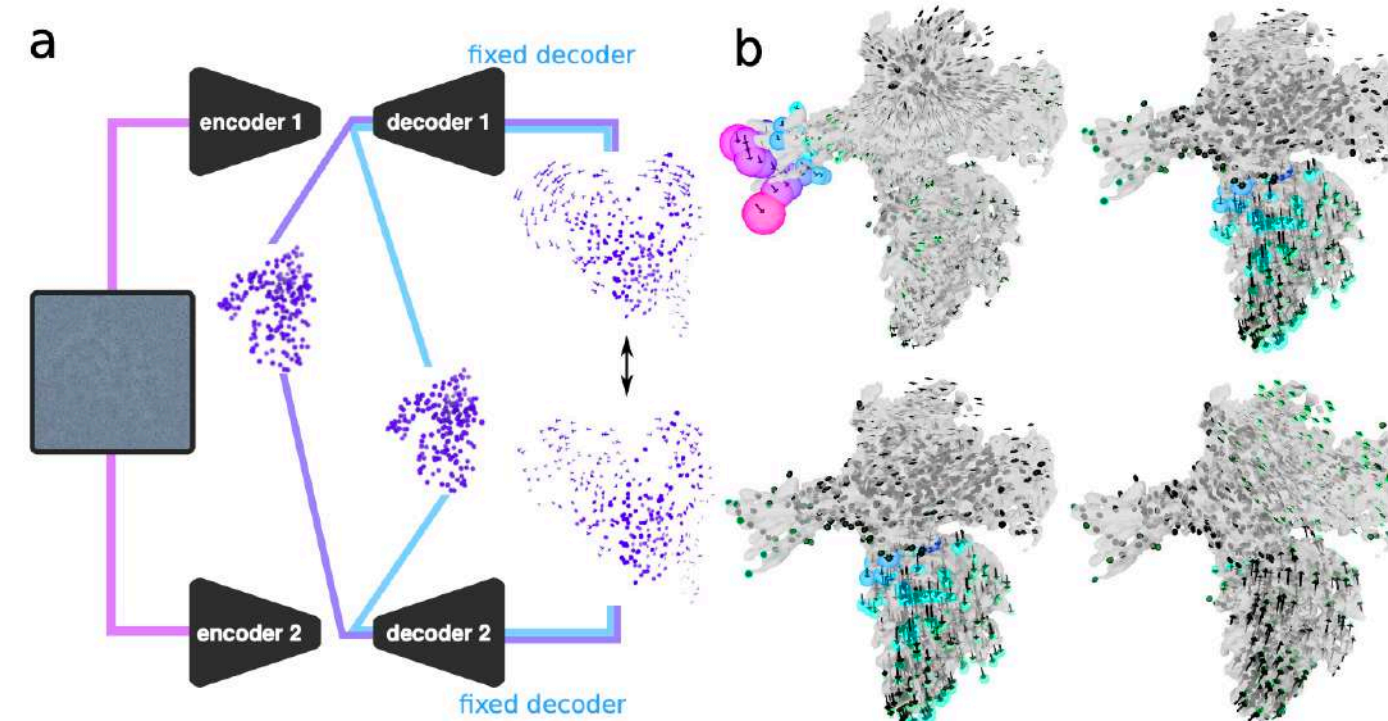 a
fixed decoder
b
encoder 1
decoder 1
encoder 2
decoder 2
fixed decoder